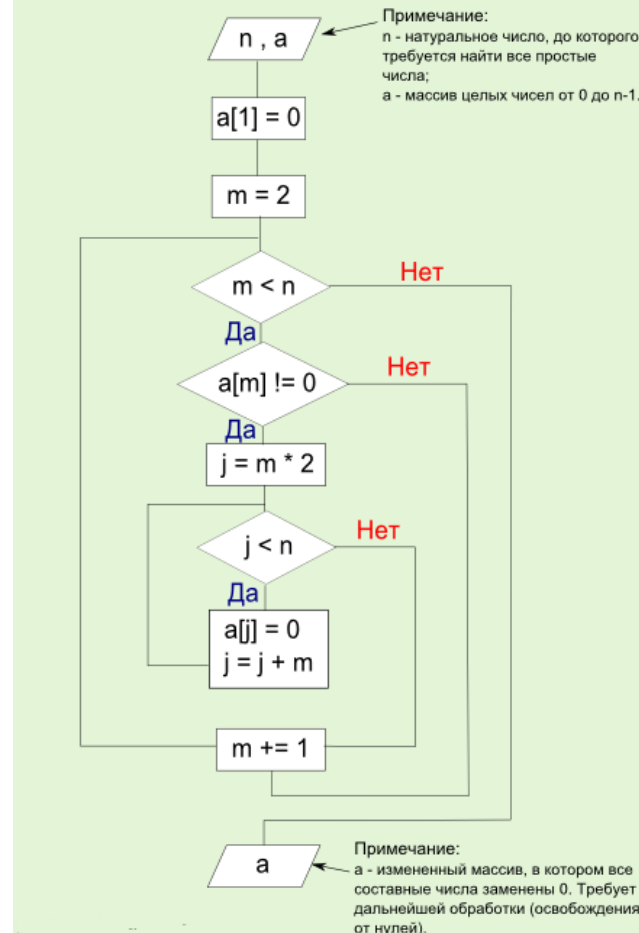 Примечание:
n - натуральное число, до которого
требуется найти все простые
числа;
a - массив целых чисел от 0 до n-1.
n , a
a[1] = 0
m = 2
m < n
Нет
Да
a[m] != 0
Нет
Да
j = m * 2
j < n
Нет
Да
a[j] = 0
j = j + m
m += 1
a
Примечание:
a - измененный массив, в котором все
составные числа заменены 0. Требует
дальнейшей обработки (освобождения
от нулей).